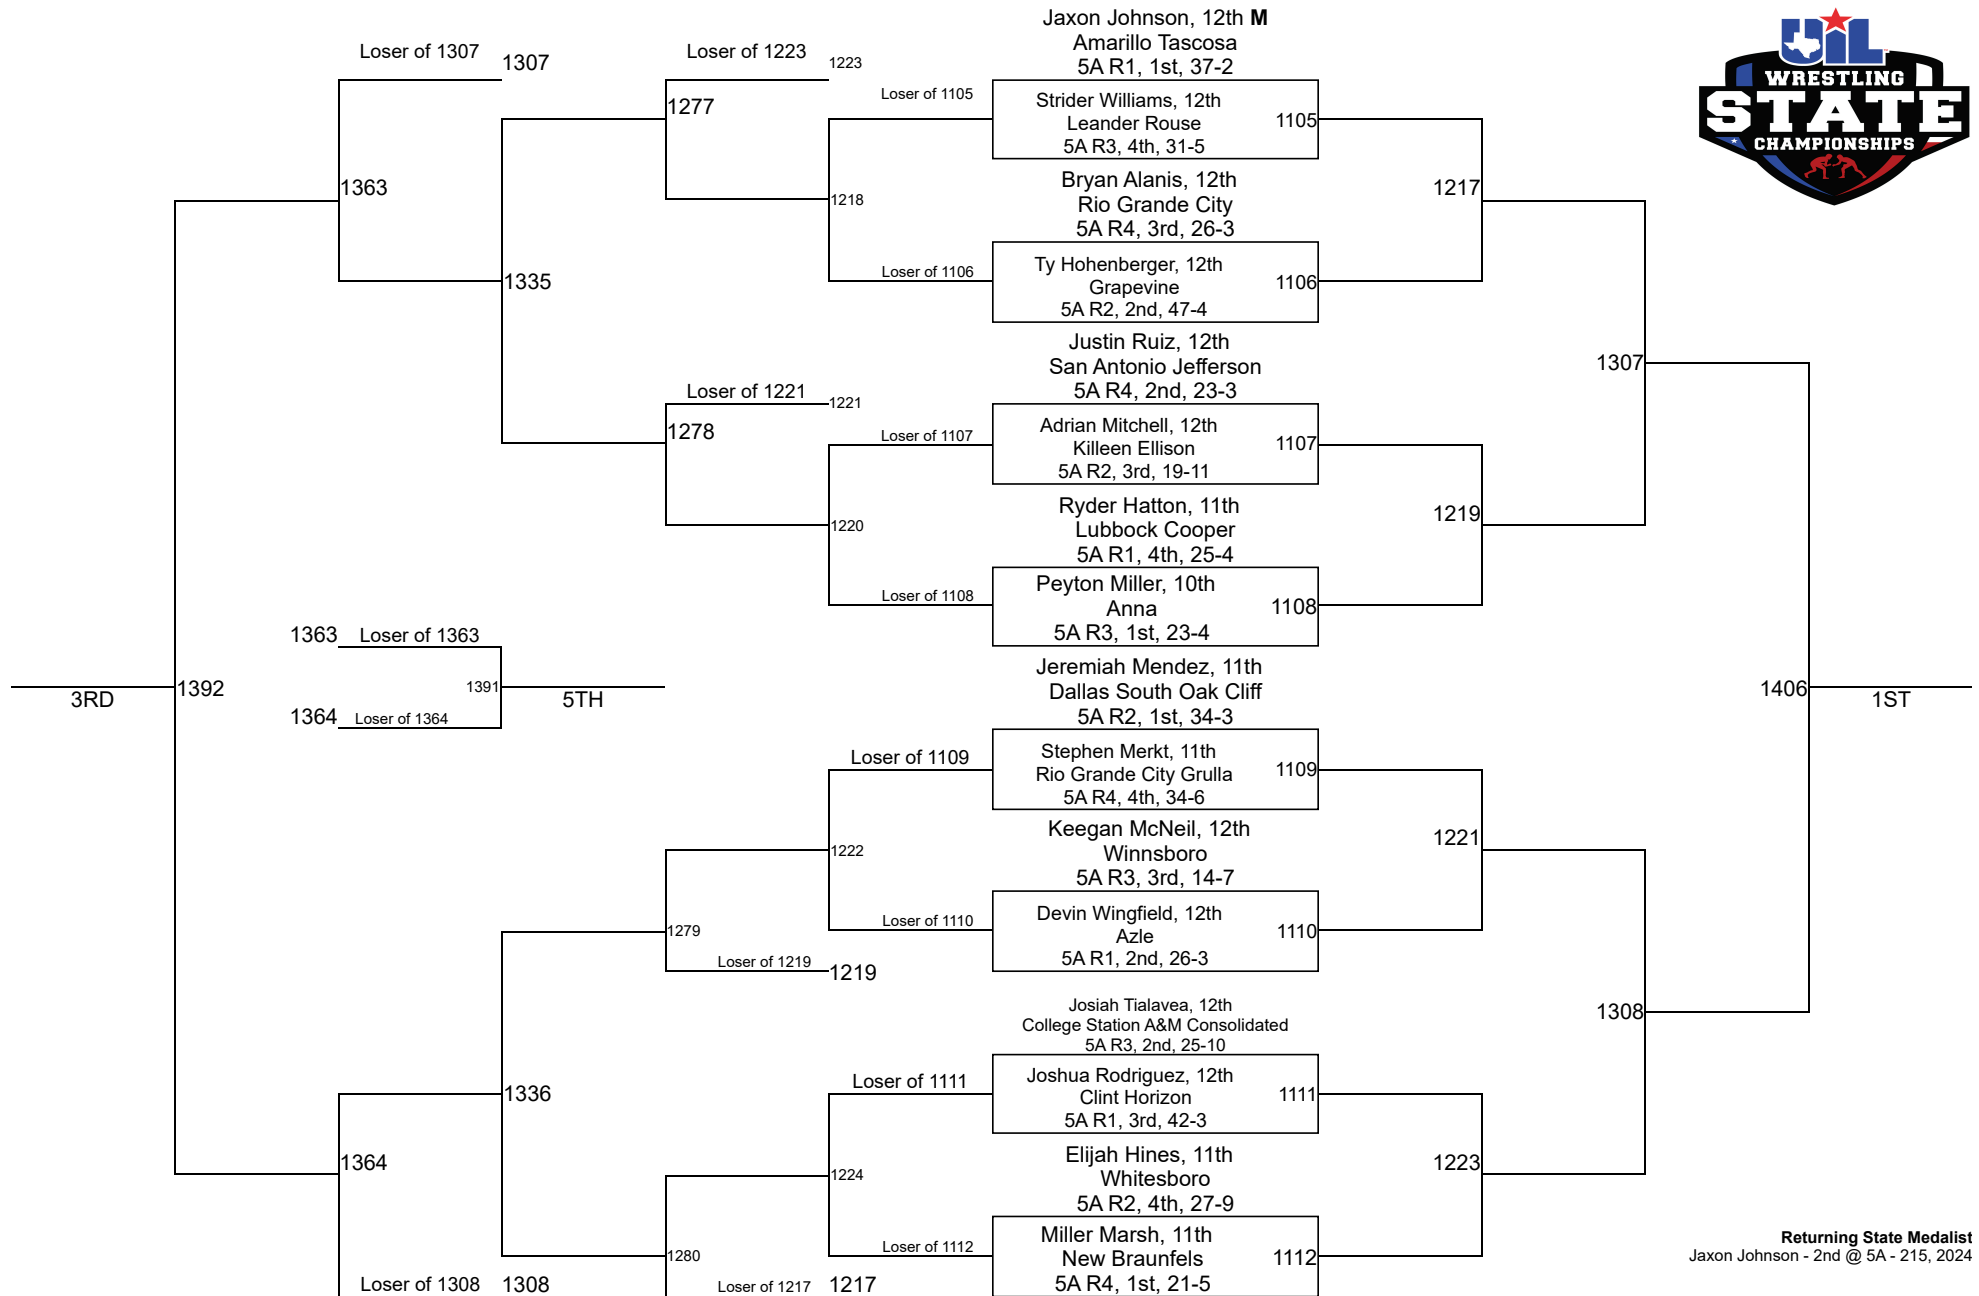 Jaxon Johnson, 12th M
Amarillo Tascosa
5A R1, 1st, 37-2
UIL
WRESTLING
STATE
CHAMPIONSHIPS
Loser of 1307
1307
Loser of 1223
1223
Loser of 1105
Strider Williams, 12th
Leander Rouse
5A R3, 4th, 31-5
1105
1277
1363
1218
1217
Bryan Alanis, 12th
Rio Grande City
5A R4, 3rd, 26-3
Loser of 1106
Ty Hohenberger, 12th
Grapevine
5A R2, 2nd, 47-4
1106
1335
Justin Ruiz, 12th
San Antonio Jefferson
5A R4, 2nd, 23-3
1307
Loser of 1221
1221
1278
Loser of 1107
Adrian Mitchell, 12th
Killeen Ellison
5A R2, 3rd, 19-11
1107
Ryder Hatton, 11th
Lubbock Cooper
5A R1, 4th, 25-4
1220
1219
Loser of 1108
Peyton Miller, 10th
Anna
5A R3, 1st, 23-4
1108
1363
Loser of 1363
3RD
1392
1391
5TH
1364
Loser of 1364
Jeremiah Mendez, 11th
Dallas South Oak Cliff
5A R2, 1st, 34-3
1406
1ST
Loser of 1109
Stephen Merkt, 11th
Rio Grande City Grulla
5A R4, 4th, 34-6
1109
Keegan McNeil, 12th
Winnsboro
5A R3, 3rd, 14-7
1222
1221
Loser of 1110
Devin Wingfield, 12th
Azle
5A R1, 2nd, 26-3
1110
1279
Loser of 1219
1219
Josiah Tialavea, 12th
College Station A&M Consolidated
5A R3, 2nd, 25-10
1308
Loser of 1111
Joshua Rodriguez, 12th
Clint Horizon
5A R1, 3rd, 42-3
1111
1336
Elijah Hines, 11th
Whitesboro
5A R2, 4th, 27-9
1364
1224
1223
Loser of 1112
Miller Marsh, 11th
New Braunfels
5A R4, 1st, 21-5
1112
1280
Loser of 1308
1308
Loser of 1217
1217
Returning State Medalist
Jaxon Johnson - 2nd @ 5A - 215, 2024